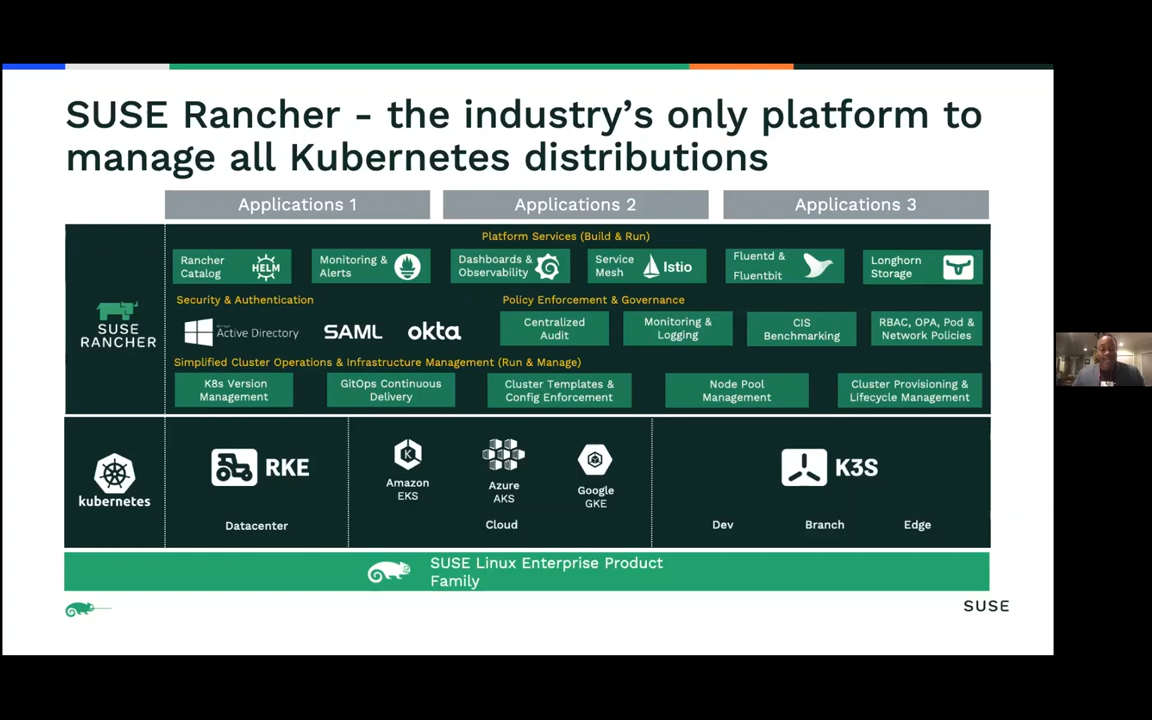 SUSE Rancher - the industry's only platform to
manage all Kubernetes distributions
Applications 1
Applications 2
Applications 3
Platform Services (Build & Run)
Rancher
Catalog
HELM
Monitoring &
Alerts
Dashboards &
Observability
Service
Mesh
Istio
Fluentd &
Fluentbit
Longhorn
Storage
SUSE
RANCHER
Security & Authentication
Policy Enforcement & Governance
Active Directory
SAML
okta
Centralized
Audit
Monitoring &
Logging
CIS
Benchmarking
RBAC, OPA, Pod &
Network Policies
Simplified Cluster Operations & Infrastructure Management (Run & Manage)
K8s Version
Management
GitOps Continuous
Delivery
Cluster Templates &
Config Enforcement
Node Pool
Management
Cluster Provisioning &
Lifecycle Management
kubernetes
RKE
Datacenter
Amazon
EKS
Azure
AKS
Google
GKE
Cloud
K3S
Dev
Branch
Edge
SUSE Linux Enterprise Product
Family
SUSE